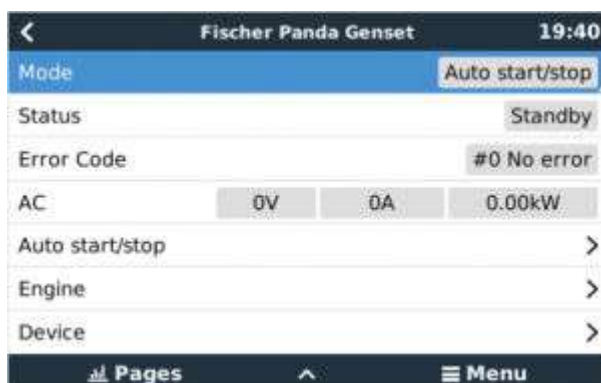 Fischer Panda Genset 19:40
Mode Auto start/stop
Status Standby
Error Code #0 No error
AC 0V 0A 0.00kW
Auto start/stop
Engine
Device
Pages Menu